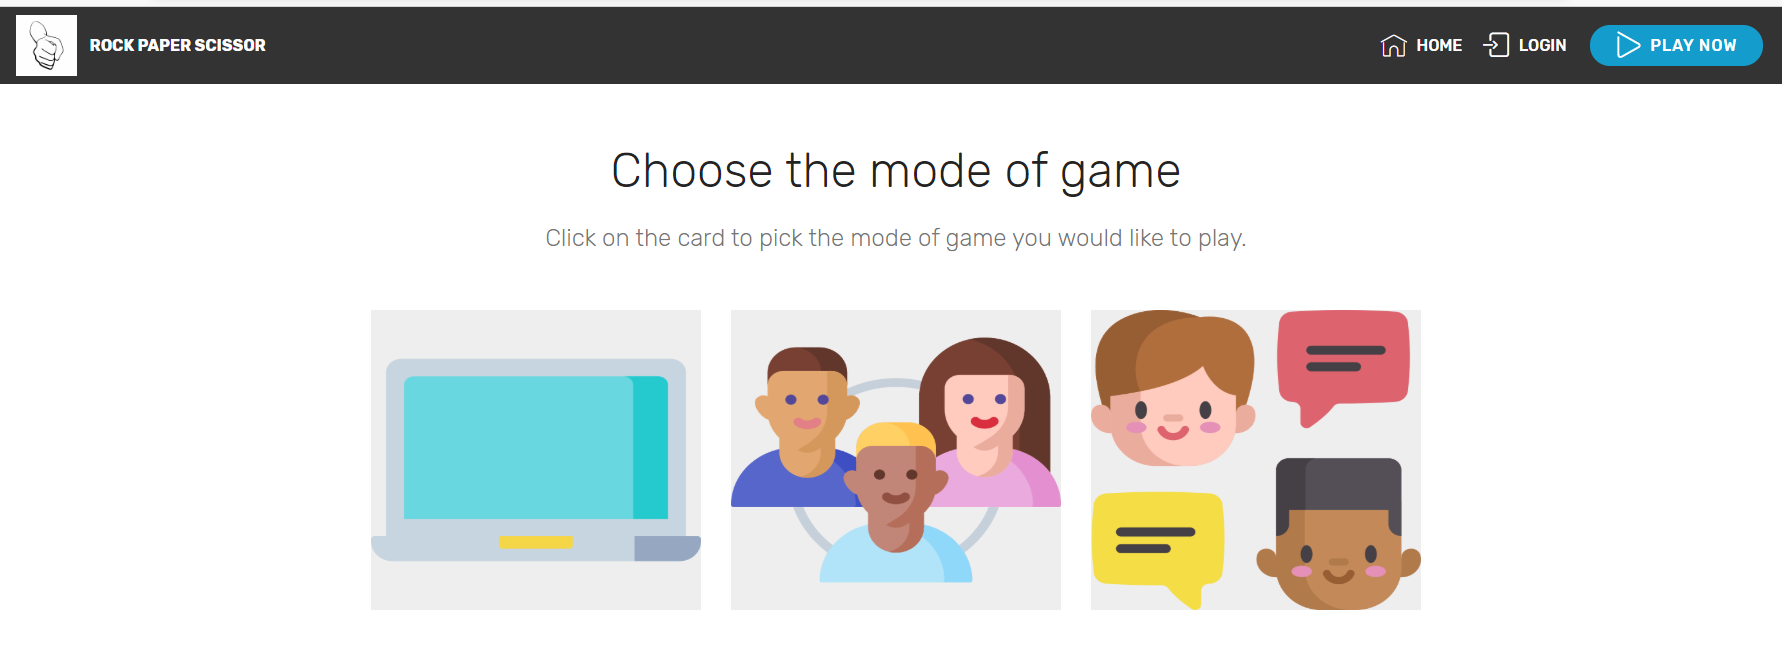 ROCK PAPER SCISSOR
HOME
LOGIN
PLAY NOW
Choose the mode of game
Click on the card to pick the mode of game you would like to play.